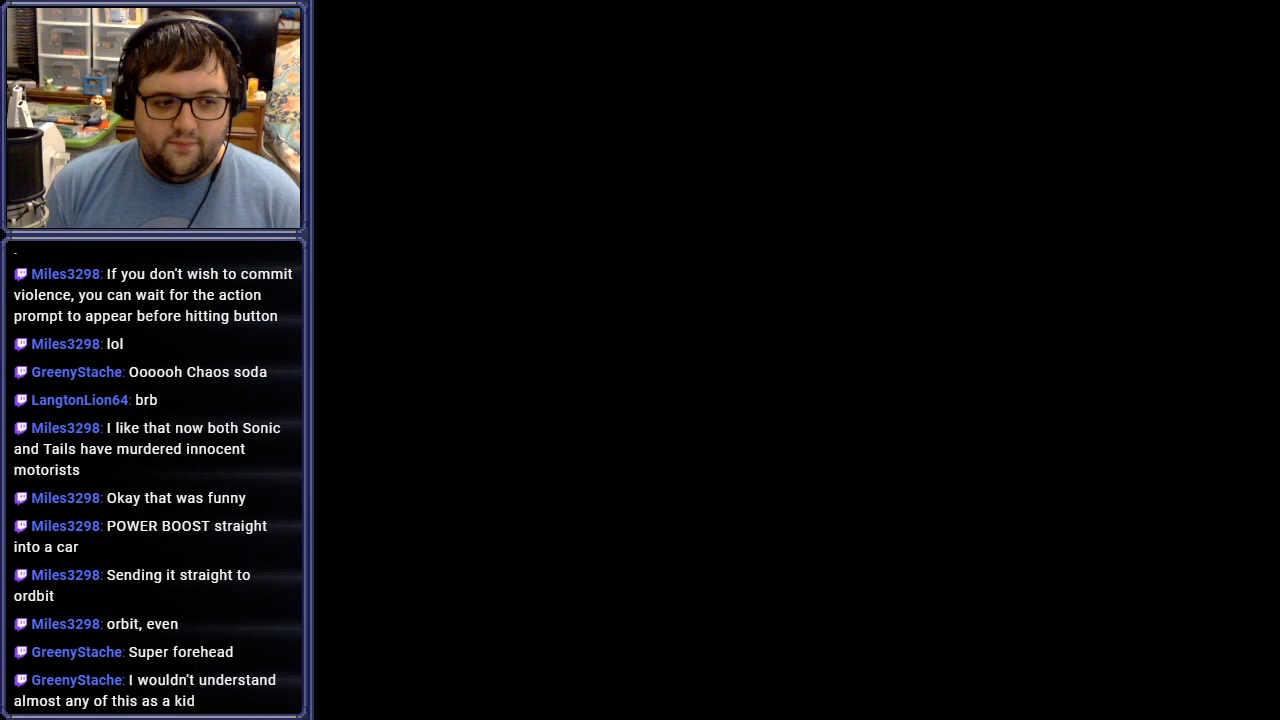 .
Miles3298: If you don't wish to commit
violence, you can wait for the action
prompt to appear before hitting button
Miles3298: lol
GreenyStache: Oooooh Chaos soda
LangtonLion64: brb
Miles3298: I like that now both Sonic
and Tails have murdered innocent
motorists
Miles3298: Okay that was funny
Miles3298: POWER BOOST straight
into a car
Miles3298: Sending it straight to
ordbit
Miles3298: orbit, even
GreenyStache: Super forehead
GreenyStache: I wouldn't understand
almost any of this as a kid